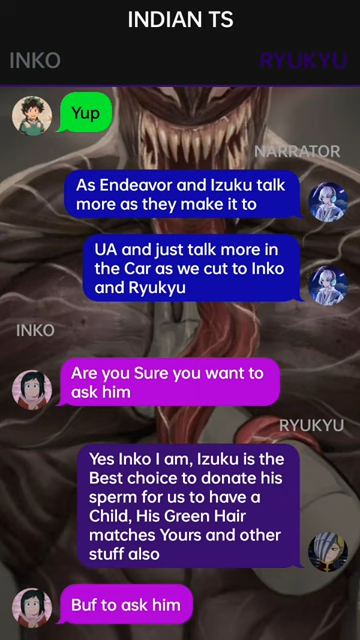 INDIAN TS
INKO
RYUKYU
Yup
NARRATOR
As Endeavor and Izuku talk
more as they make it to
UA and just talk more in
the Car as we cut to Inko
and Ryukyu
INKO
Are you Sure you want to
ask him
RYUKYU
Yes Inko I am, Izuku is the
Best choice to donate his
sperm for us to have a
Child, His Green Hair
matches Yours and other
stuff also
Buf to ask him